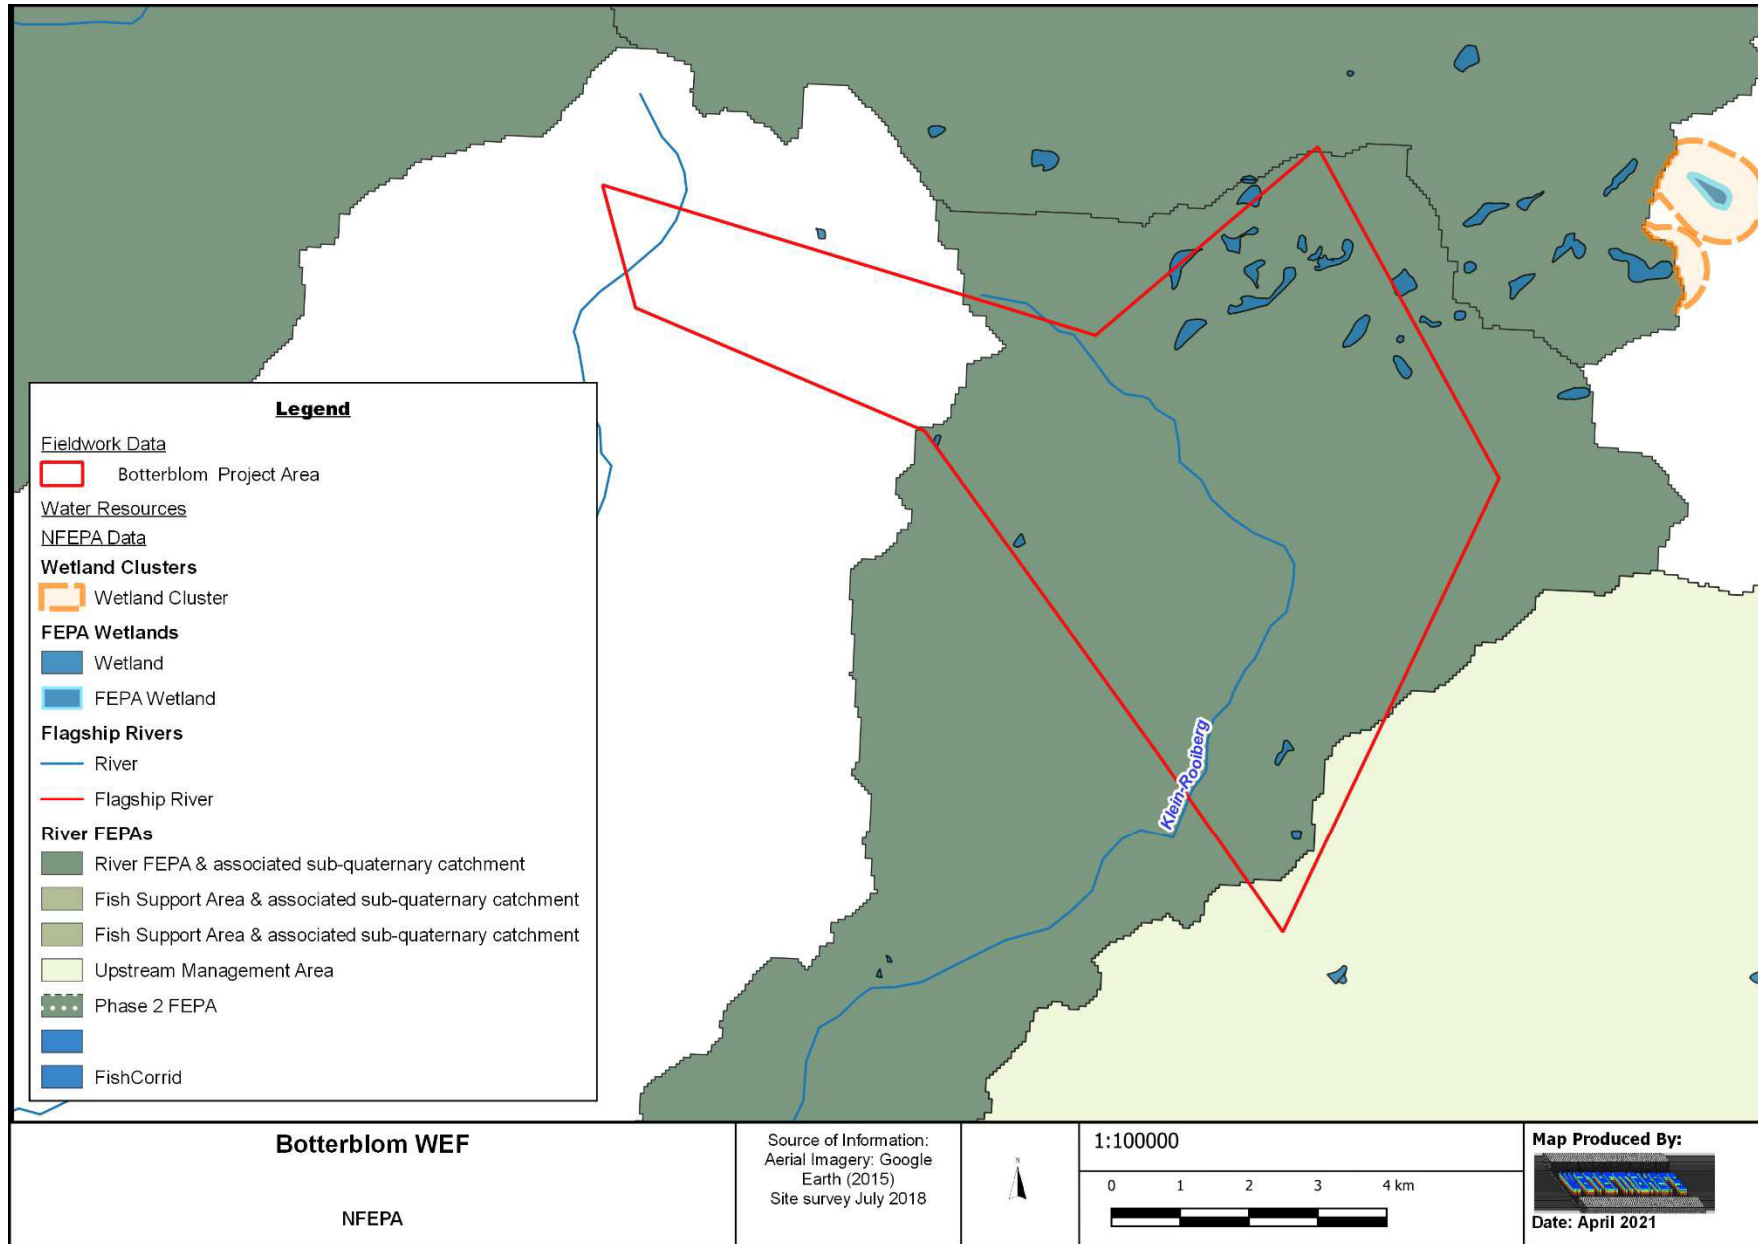 Klein-Rooiberg
Legend
Fieldwork Data
Botterblom Project Area
Water Resources
NFEPA Data
Wetland Clusters
Wetland Cluster
FEPA Wetlands
Wetland
FEPA Wetland
Flagship Rivers
River
Flagship River
River FEPAs
River FEPA & associated sub-quaternary catchment
Fish Support Area & associated sub-quaternary catchment
Fish Support Area & associated sub-quaternary catchment
Upstream Management Area
Phase 2 FEPA
FishCorrid
Botterblom WEF
NFEPA
Source of Information:
Aerial Imagery: Google
Earth (2015)
Site survey July 2018
N
1:100000
0 1 2 3 4 km
Map Produced By:
Watermakers
Date: April 2021